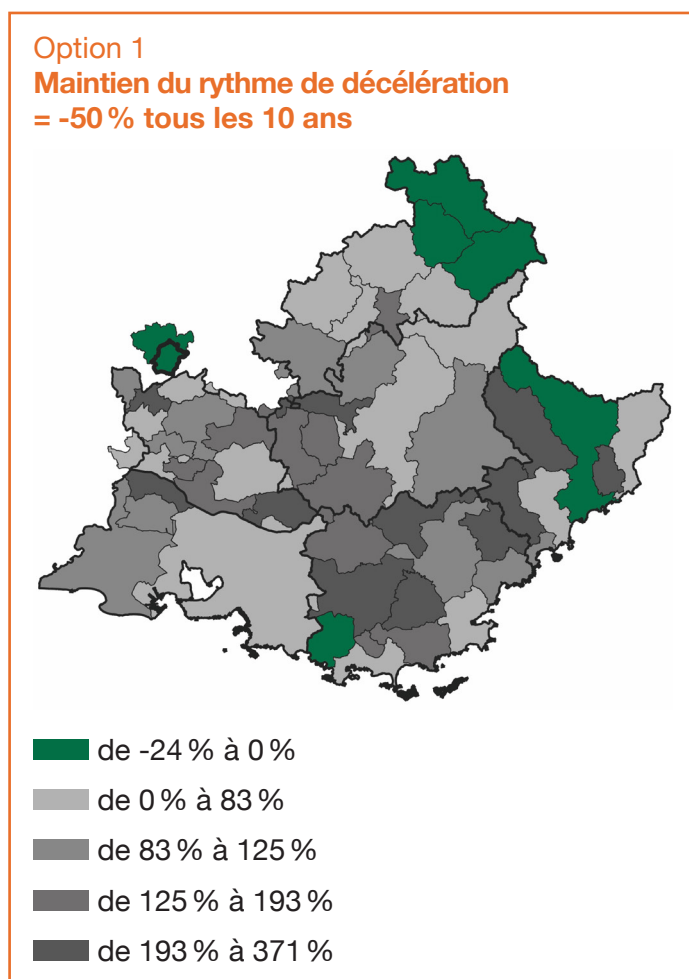 Option 1
Maintien du rythme de décélération
= -50 % tous les 10 ans
de -24 % à 0 %
de 0 % à 83 %
de 83 % à 125 %
de 125 % à 193 %
de 193 % à 371 %